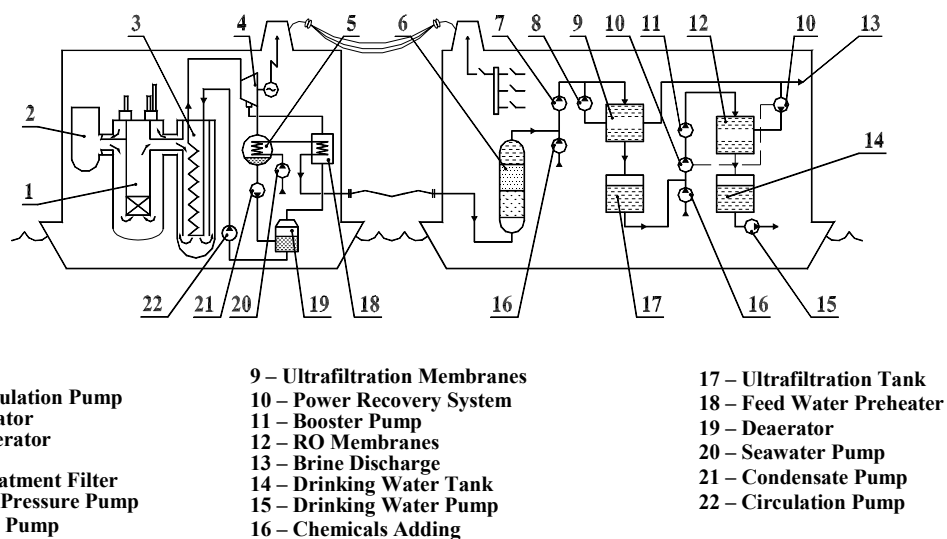 3
4
5
6
7
8
9
10
11
10
13
2
12
14
1
22
21
20
19
18
16
17
16
15
ulation Pump
ator
erator
atment Filter
Pressure Pump
Pump
9 – Ultrafiltration Membranes
10 – Power Recovery System
11 – Booster Pump
12 – RO Membranes
13 – Brine Discharge
14 – Drinking Water Tank
15 – Drinking Water Pump
16 – Chemicals Adding
17 – Ultrafiltration Tank
18 – Feed Water Preheater
19 – Deaerator
20 – Seawater Pump
21 – Condensate Pump
22 – Circulation Pump